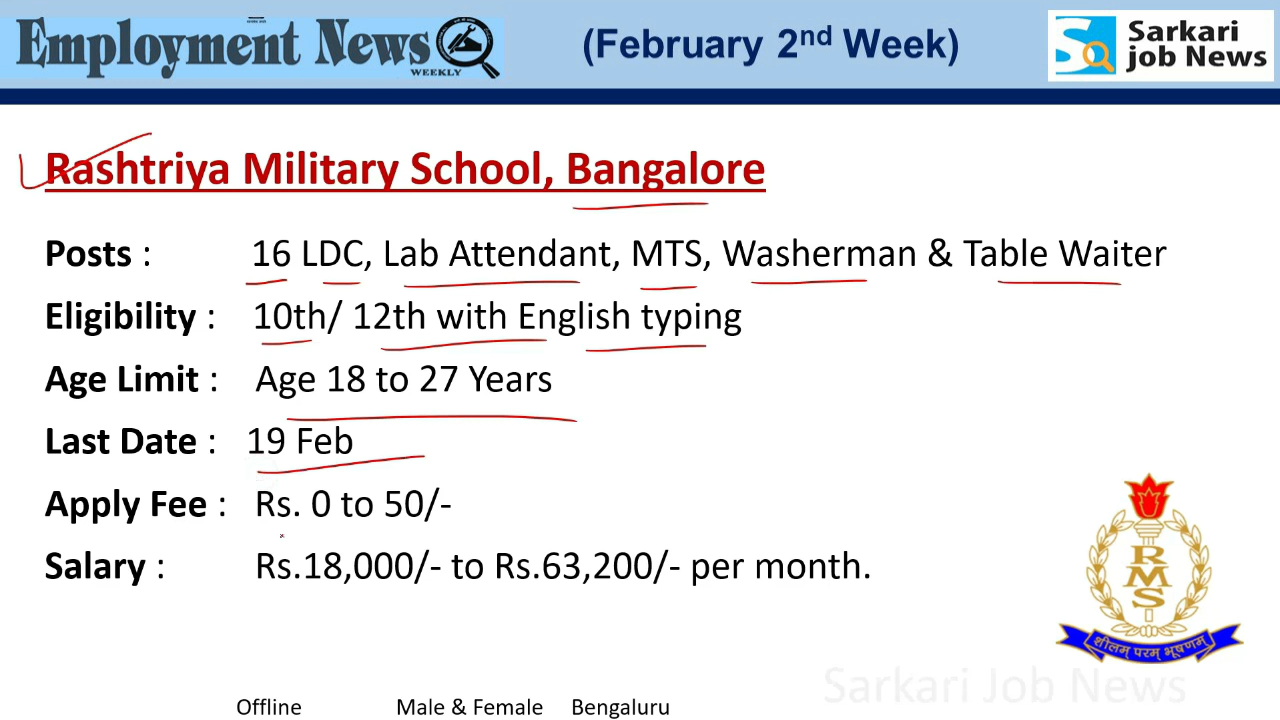 Employment News
WEEKLY
(February 2nd Week)
Sarkari
job News
Rashtriya Military School, Bangalore
Posts : 16 LDC, Lab Attendant, MTS, Washerman & Table Waiter
Eligibility : 10th/ 12th with English typing
Age Limit : Age 18 to 27 Years
Last Date : 19 Feb
Apply Fee : Rs. 0 to 50/-
Salary : Rs.18,000/- to Rs.63,200/- per month.
RMS
शीलम् परम् भूषणम्
Sarkari Job News
Offline Male & Female Bengaluru